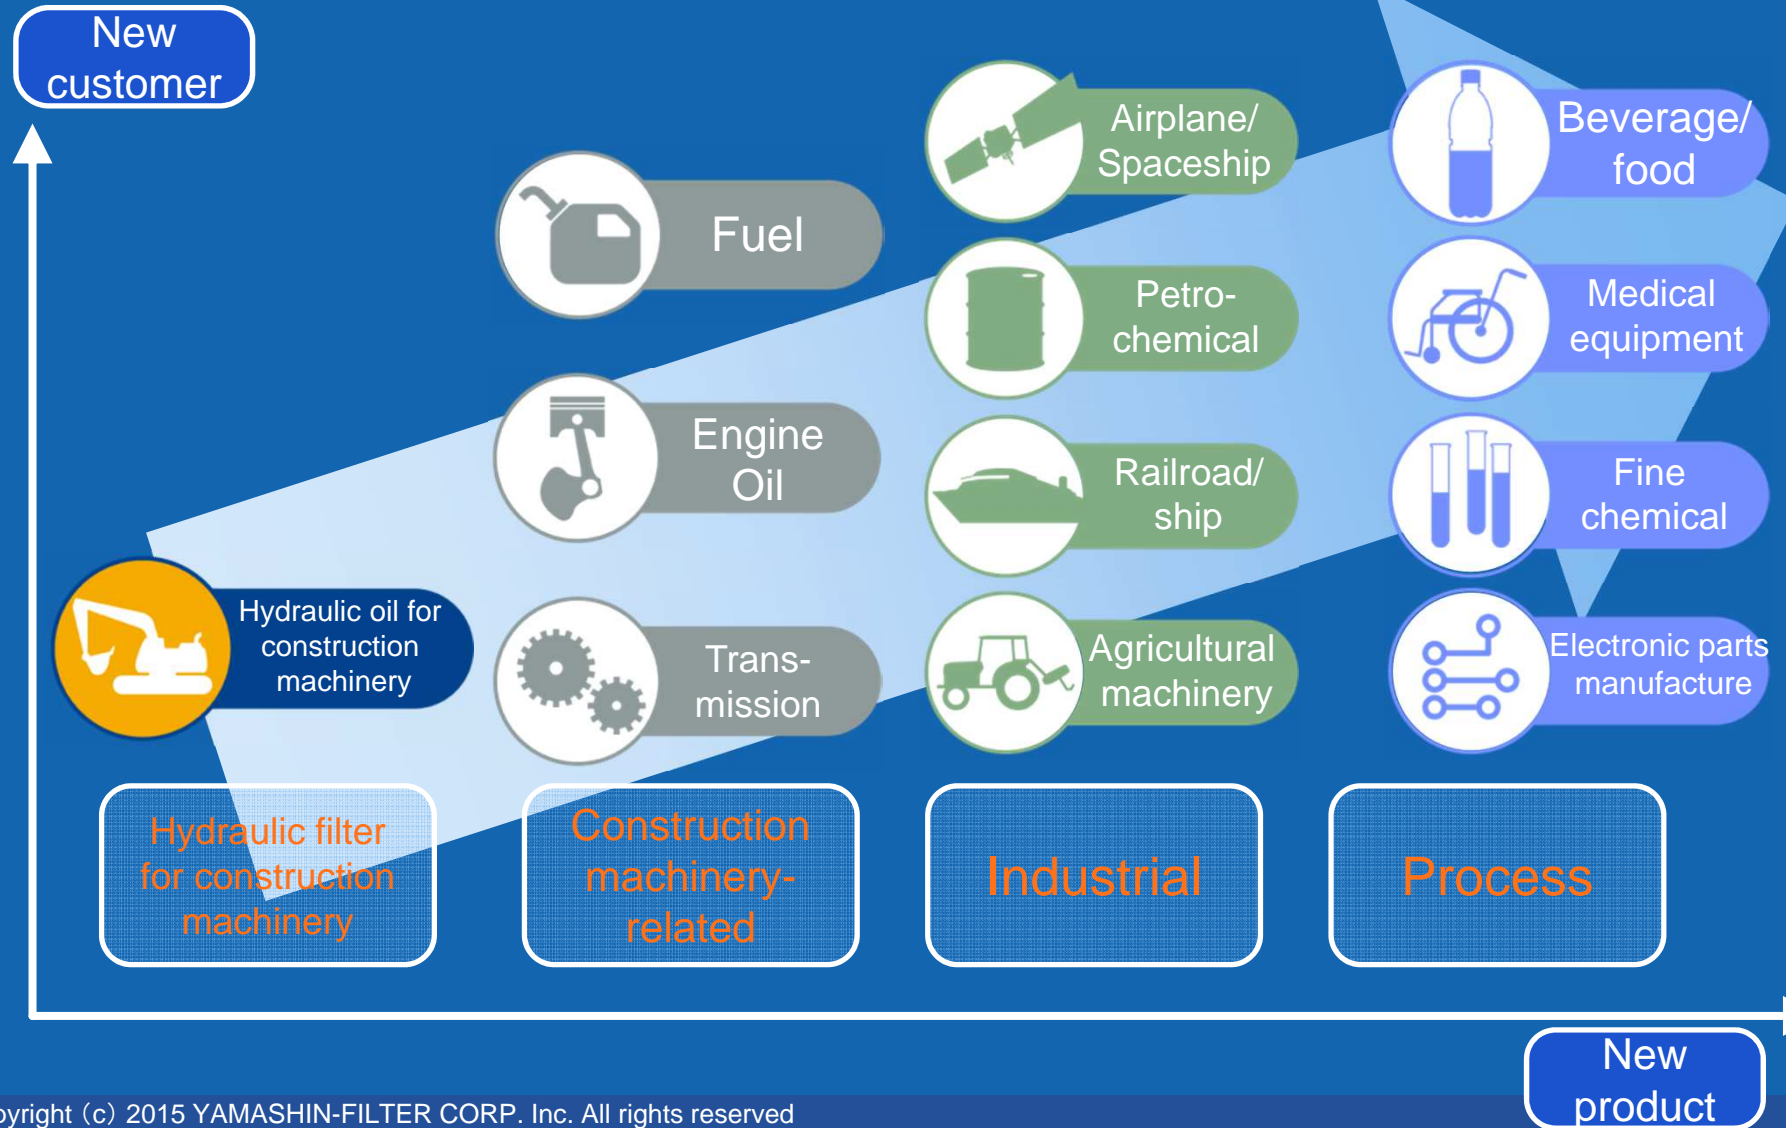 New
customer
Hydraulic oil for
construction
machinery
Fuel
Engine
Oil
Trans-
mission
Airplane/
Spaceship
Petro-
chemical
Railroad/
ship
Agricultural
machinery
Beverage/
food
Medical
equipment
Fine
chemical
Electronic parts
manufacture
Hydraulic filter
for construction
machinery
Construction
machinery-
related
Industrial
Process
New
product
opyright（c）2015 YAMASHIN-FILTER CORP. Inc. All rights reserved